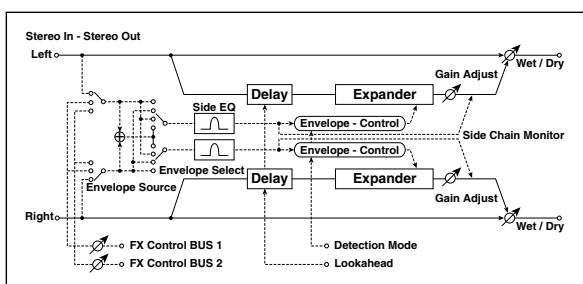 Stereo In - Stereo Out
Left
Wet / Dry
Delay
Expander
Gain Adjust
Side EQ
Envelope - Control
Side Chain Monitor
Envelope - Control
Envelope Source
Envelope Select
Delay
Expander
Gain Adjust
Right
Wet / Dry
FX Control BUS 1
Detection Mode
FX Control BUS 2
Lookahead